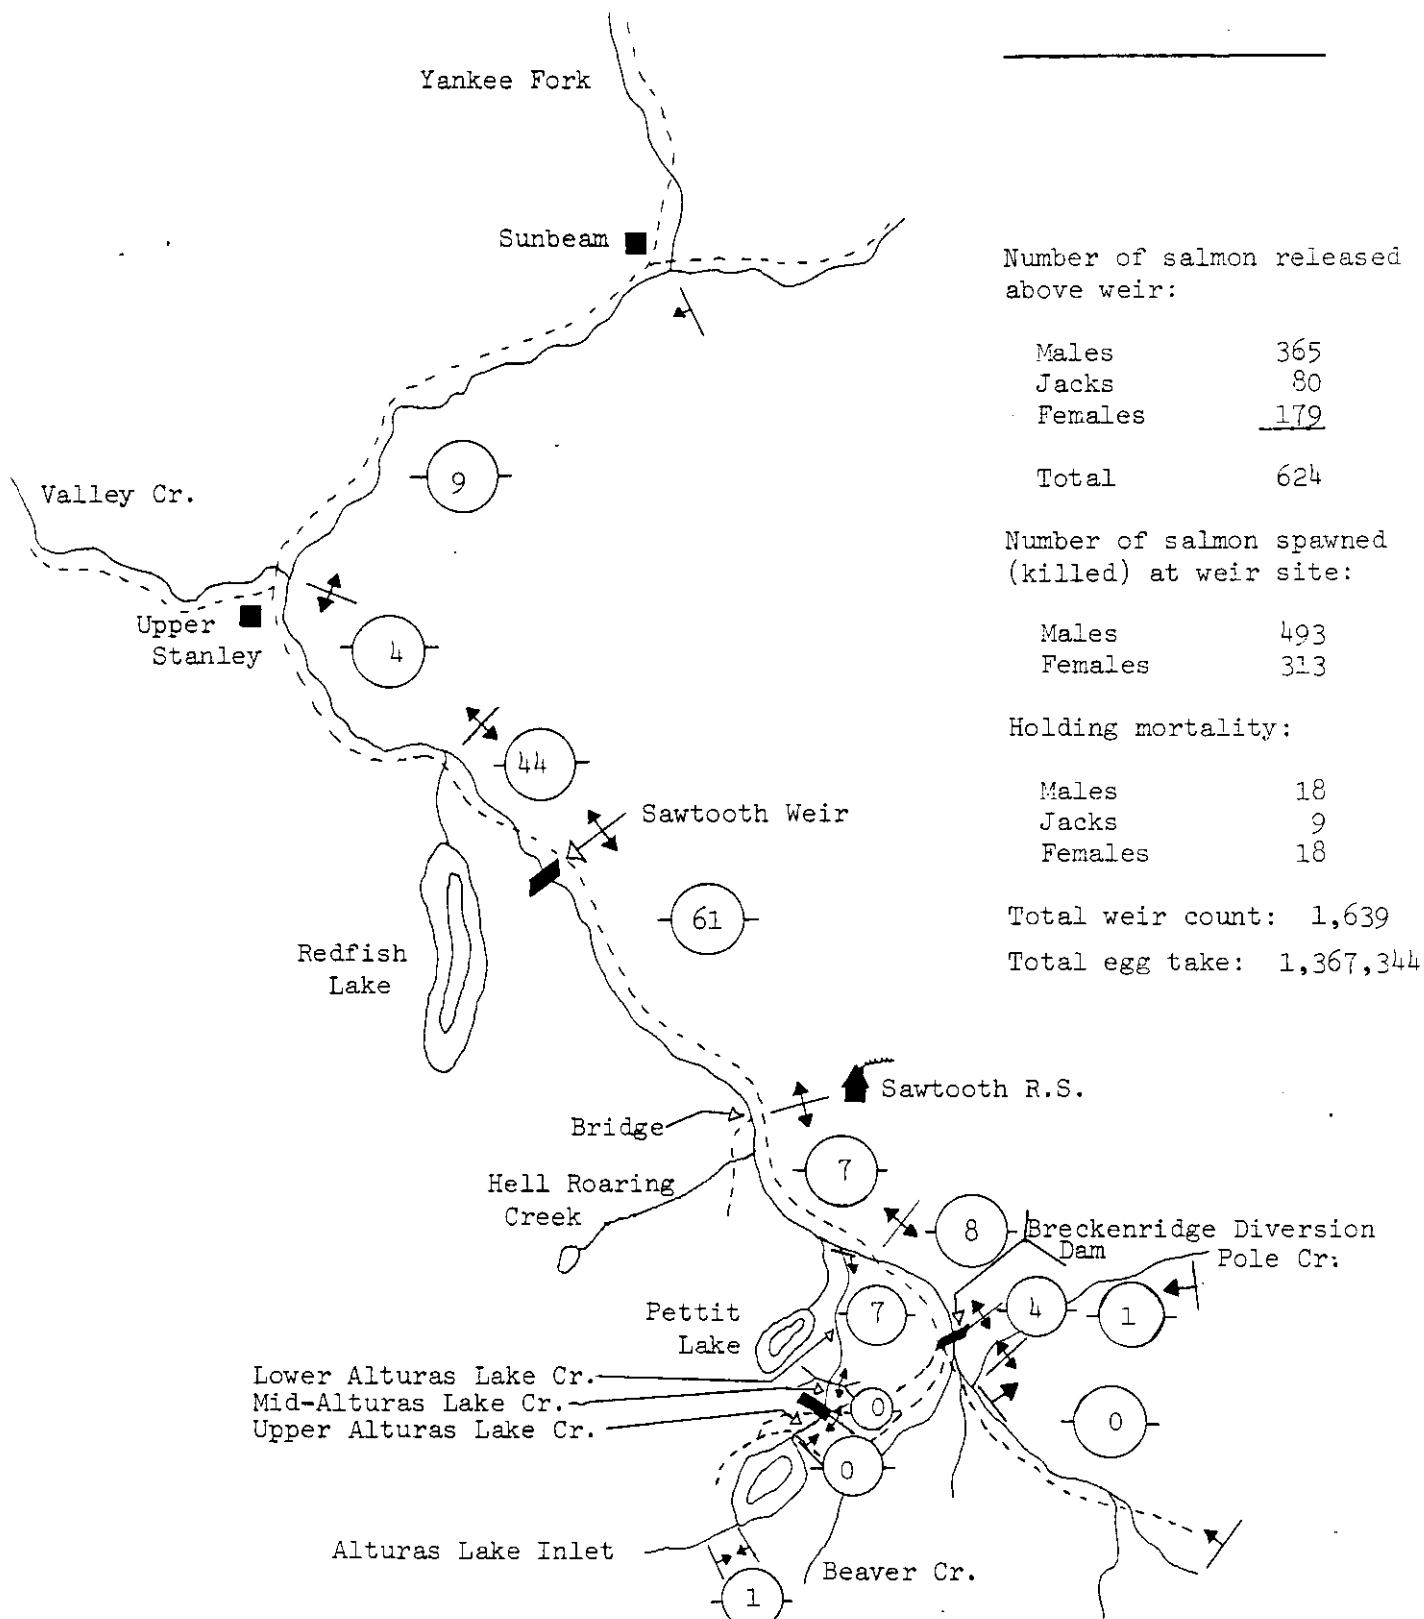 Yankee Fork
Sunbeam
Number of salmon released
above weir:
Males 365
Jacks 80
Females 179
Total 624
Number of salmon spawned
(killed) at weir site:
Males 493
Females 313
Holding mortality:
Males 18
Jacks 9
Females 18
Total weir count: 1,639
Total egg take: 1,367,344
9
Valley Cr.
Upper
Stanley
4
44
Sawtooth Weir
61
Redfish
Lake
Sawtooth R.S.
Bridge
7
Hell Roaring
Creek
8
Breckenridge Diversion
Dam
Pole Cr.
4
1
7
Pettit
Lake
Lower Alturas Lake Cr.
Mid-Alturas Lake Cr.
Upper Alturas Lake Cr.
0
0
0
Alturas Lake Inlet
Beaver Cr.
1